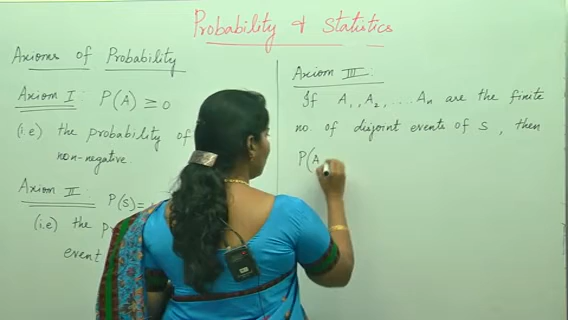 Probability & Statistics
Axioms of Probability
Axiom I: P(A) ≥ 0
(i.e) the probability of
non-negative.
Axiom II: P(S) =
(i.e) the
event
Axiom III:
If A₁, A₂, .... Aₙ are the finite
no. of disjoint events of S, then
P(A